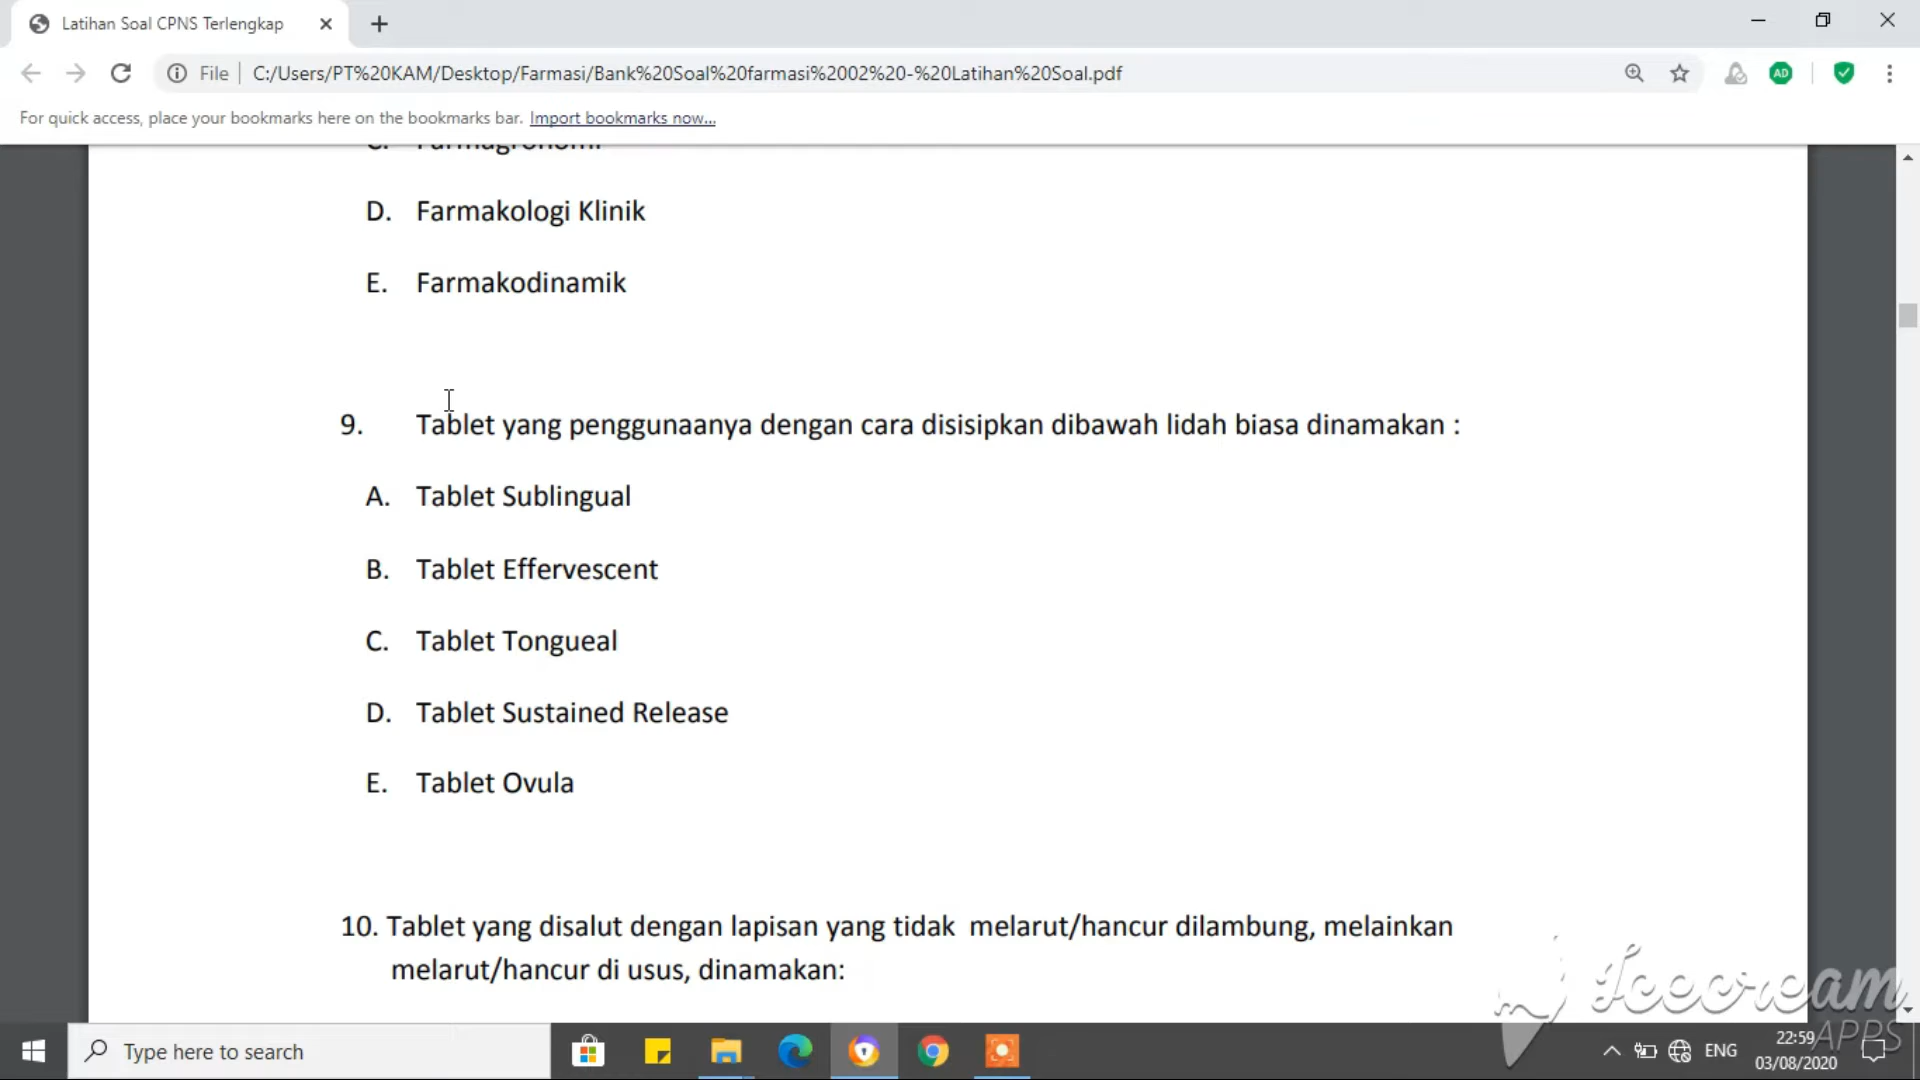 Latihan Soal CPNS Terlengkap
File C:/Users/PT%20KAM/Desktop/Farmasi/Bank%20Soal%20farmasi%2002%20-%20Latihan%20Soal.pdf
AD
For quick access, place your bookmarks here on the bookmarks bar. Import bookmarks now...
C. Farmagronomi
D. Farmakologi Klinik
E. Farmakodinamik
9. Tablet yang penggunaanya dengan cara disisipkan dibawah lidah biasa dinamakan :
A. Tablet Sublingual
B. Tablet Effervescent
C. Tablet Tongueal
D. Tablet Sustained Release
E. Tablet Ovula
10. Tablet yang disalut dengan lapisan yang tidak melarut/hancur dilambung, melainkan
melarut/hancur di usus, dinamakan:
Icecream
APPS
Type here to search
ENG
22:59
03/08/2020